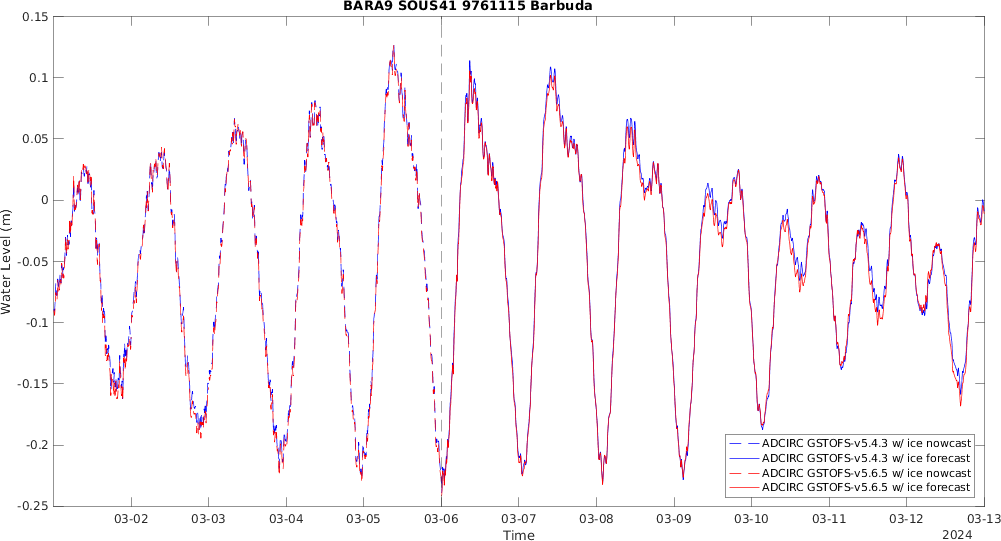 BARA9 SOUS41 9761115 Barbuda
0.15
0.1
0.05
0
-0.05
-0.1
-0.15
-0.2
-0.25
Water Level (m)
ADCIRC GSTOFS-v5.4.3 w/ ice nowcast
ADCIRC GSTOFS-v5.4.3 w/ ice forecast
ADCIRC GSTOFS-v5.6.5 w/ ice nowcast
ADCIRC GSTOFS-v5.6.5 w/ ice forecast
03-02 03-03 03-04 03-05 03-06 03-07 03-08 03-09 03-10 03-11 03-12 03-13
Time
2024